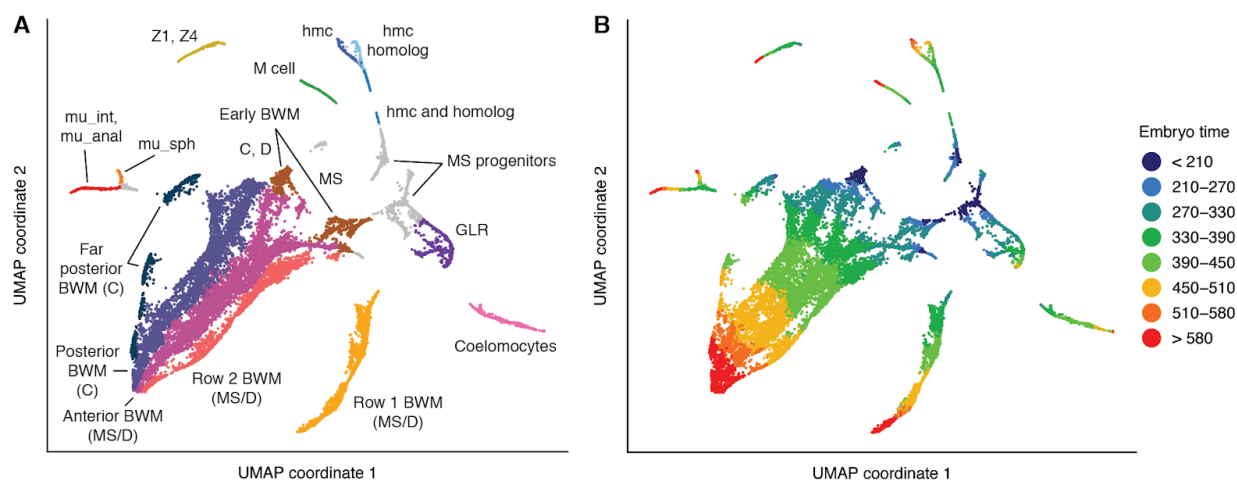 A
B
Z1, Z4
hmc
hmc
homolog
M cell
hmc and homolog
mu_int,
mu_anal
mu_sph
Early BWM
C, D
MS
MS progenitors
GLR
Far
posterior
BWM (C)
Coelomocytes
Posterior
BWM
(C)
Row 2 BWM
(MS/D)
Row 1 BWM
(MS/D)
Anterior BWM
(MS/D)
UMAP coordinate 2
UMAP coordinate 1
UMAP coordinate 2
UMAP coordinate 1
Embryo time
< 210
210–270
270–330
330–390
390–450
450–510
510–580
> 580